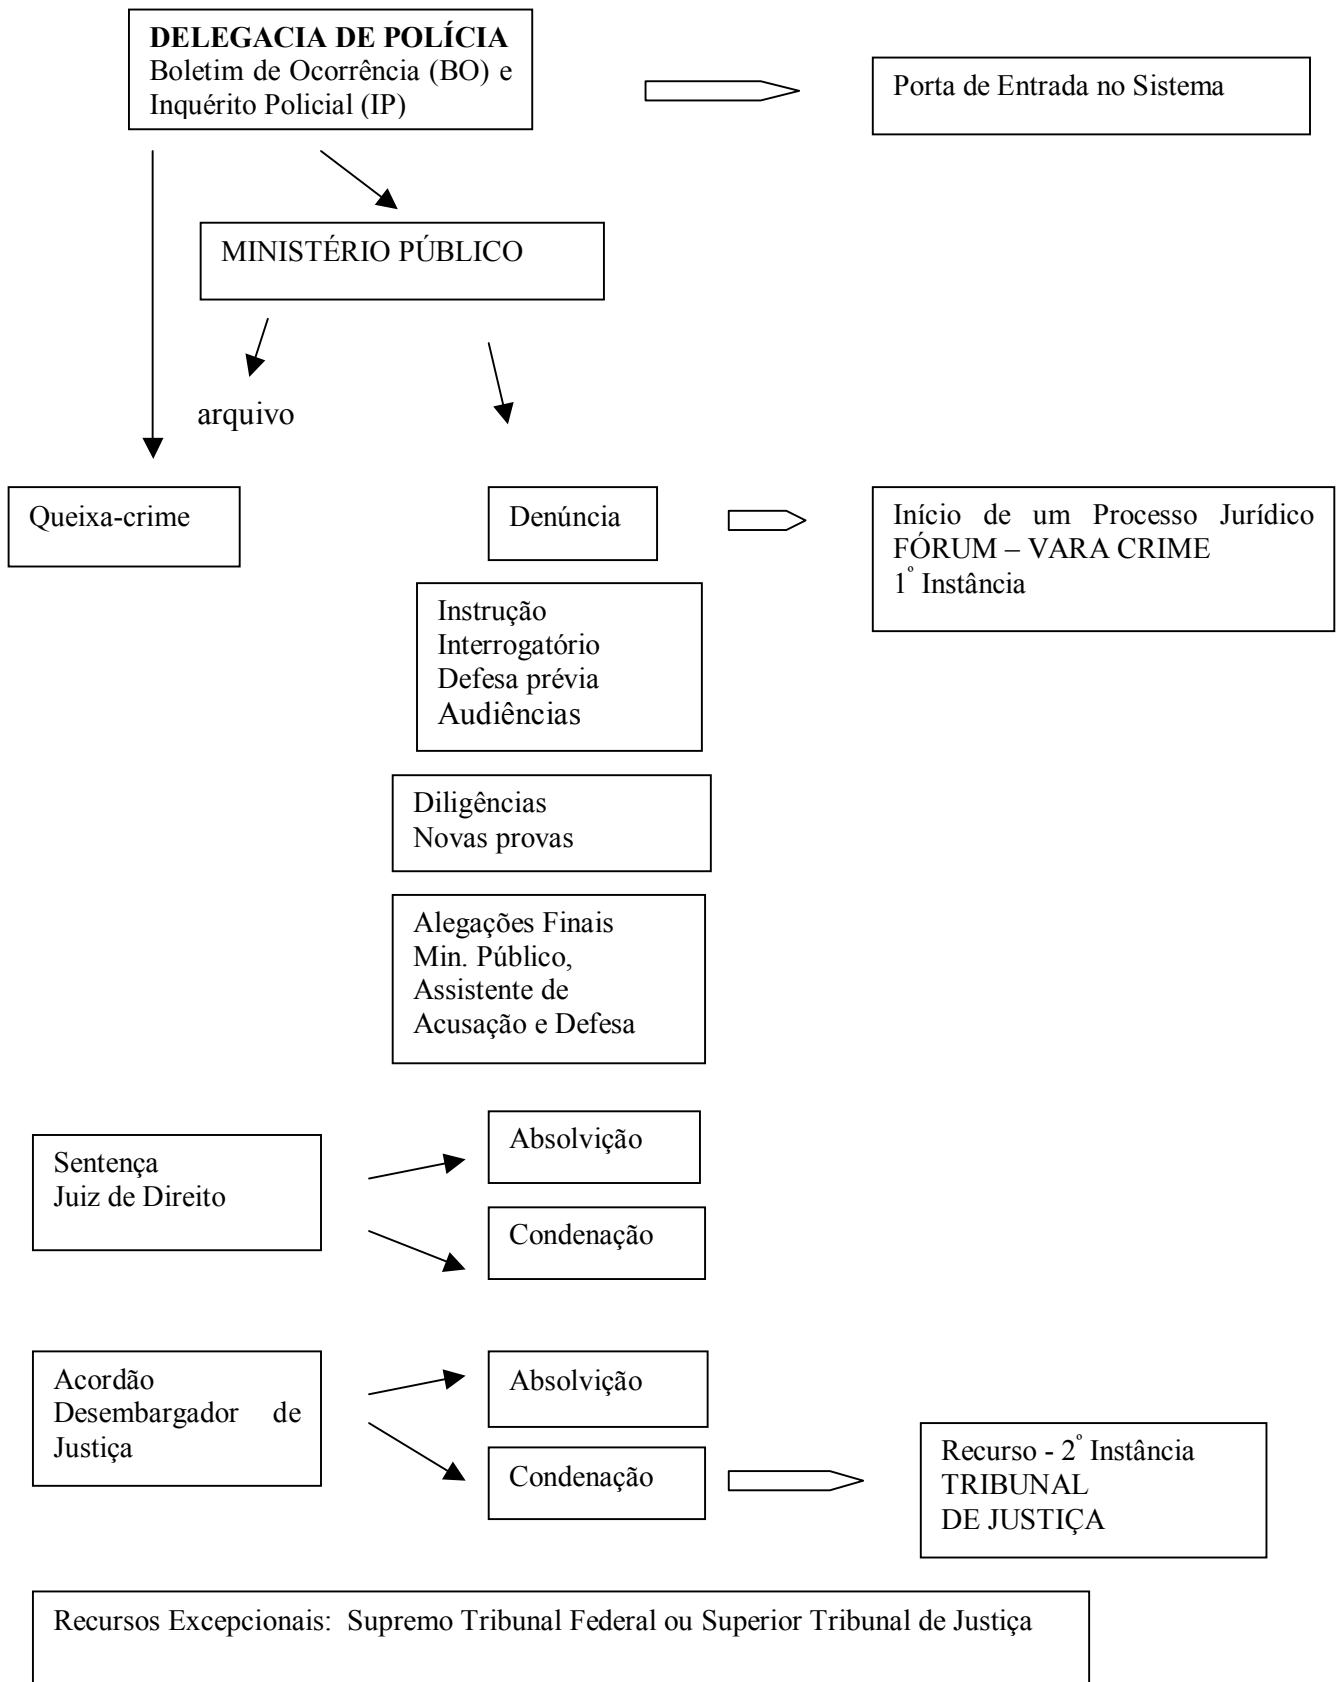 DELEGACIA DE POLÍCIA
Boletim de Ocorrência (BO) e
Inquérito Policial (IP)
Porta de Entrada no Sistema
MINISTÉRIO PÚBLICO
arquivo
Queixa-crime
Denúncia
Início de um Processo Jurídico
FÓRUM – VARA CRIME
1º Instância
Instrução
Interrogatório
Defesa prévia
Audiências
Diligências
Novas provas
Alegações Finais
Min. Público,
Assistente de
Acusação e Defesa
Sentença
Juiz de Direito
Absolvição
Condenação
Acordão
Desembargador de
Justiça
Absolvição
Condenação
Recurso - 2º Instância
TRIBUNAL
DE JUSTIÇA
Recursos Excepcionais: Supremo Tribunal Federal ou Superior Tribunal de Justiça